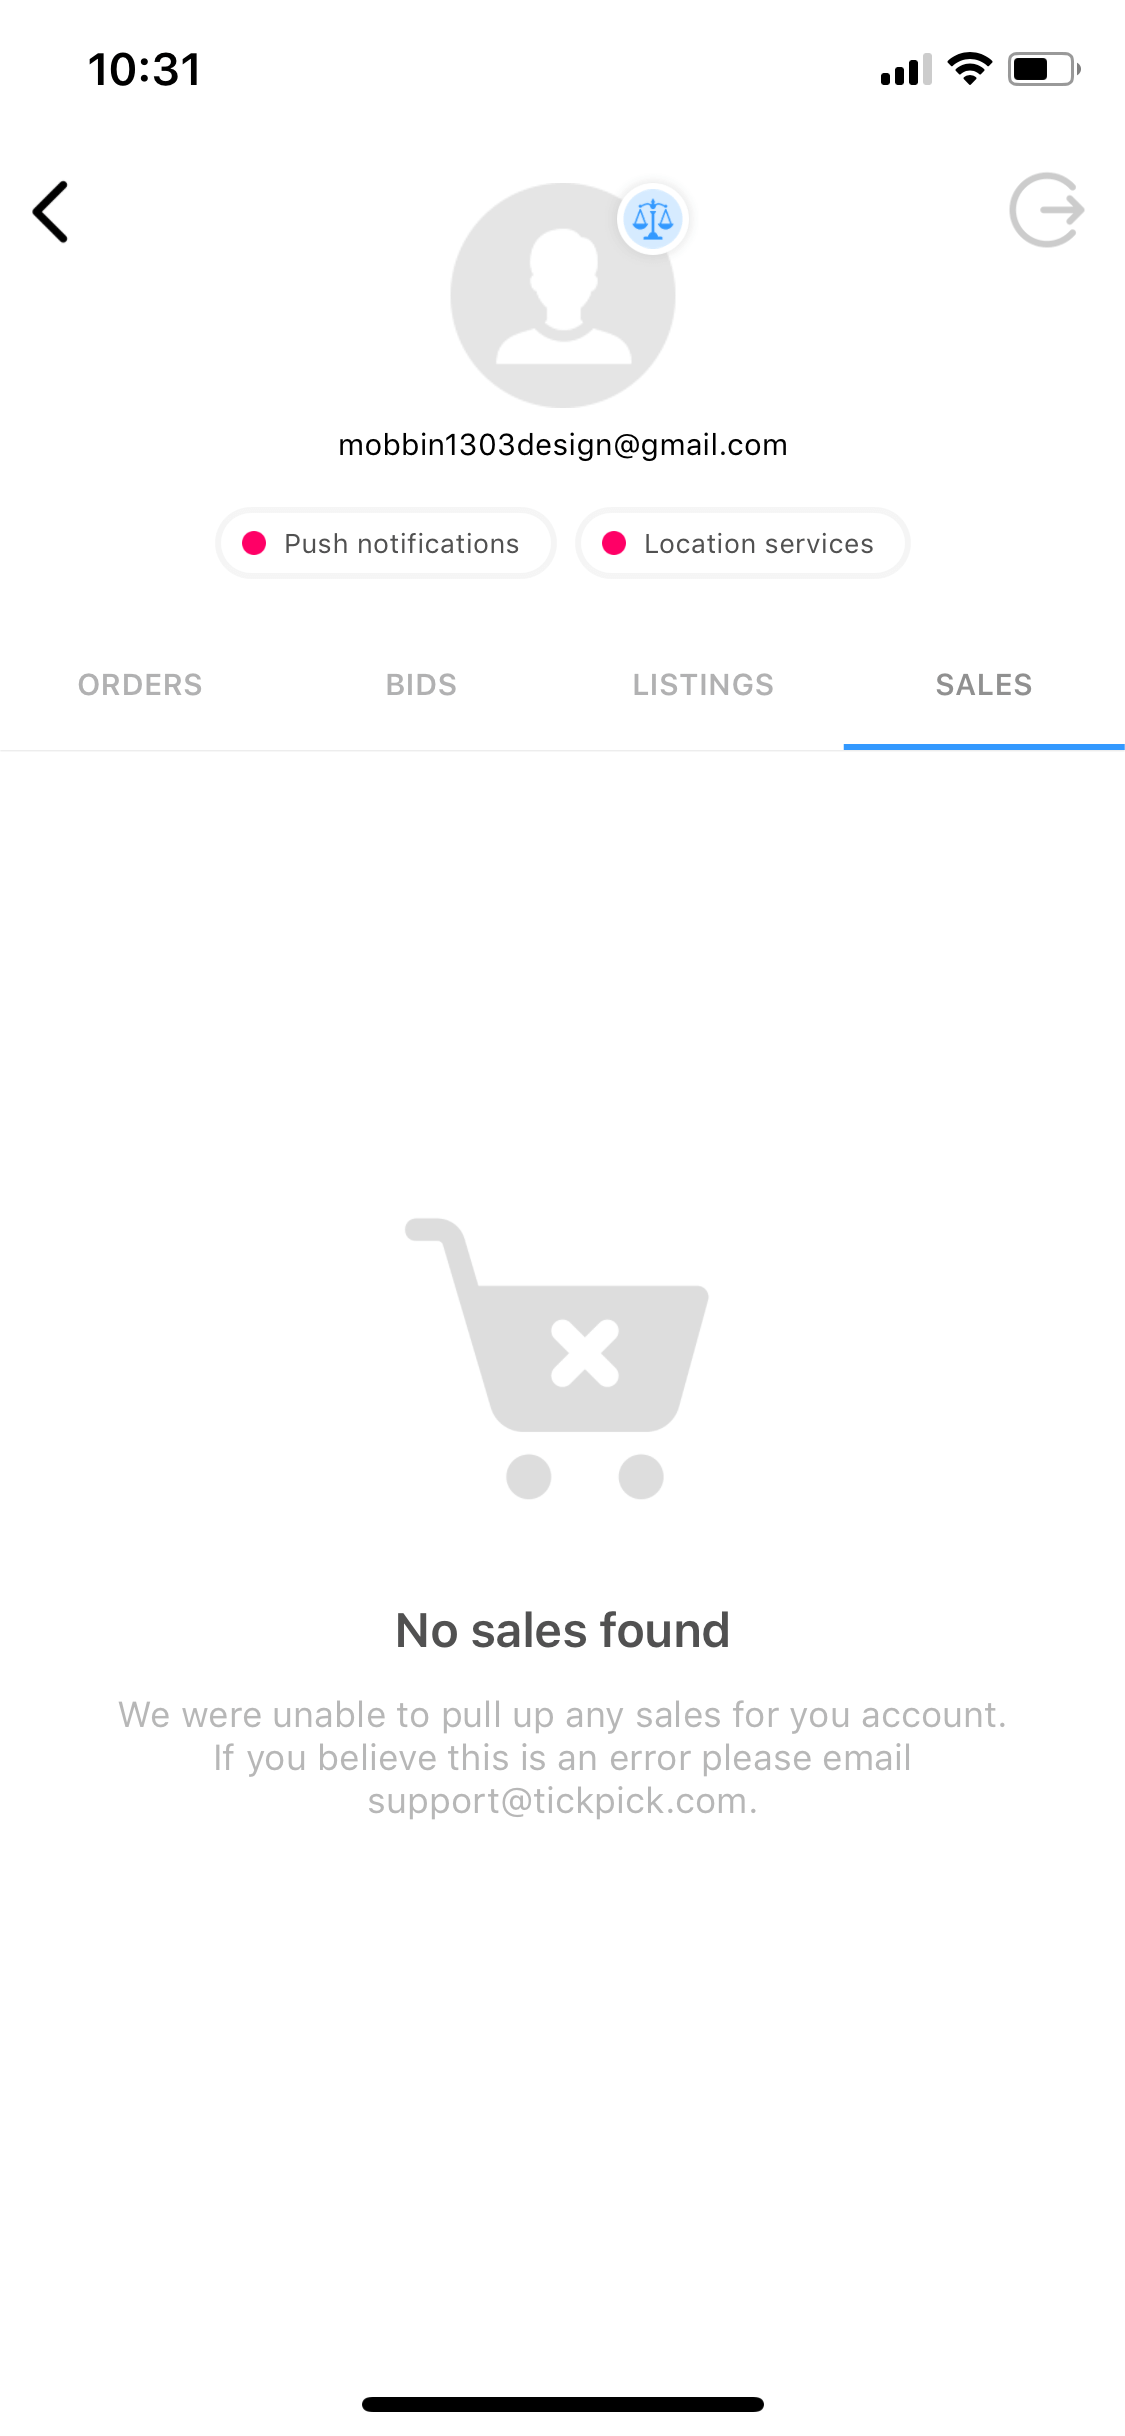 10:31
mobbin1303design@gmail.com
Push notifications
Location services
ORDERS
BIDS
LISTINGS
SALES
No sales found
We were unable to pull up any sales for you account.
If you believe this is an error please email
support@tickpick.com.